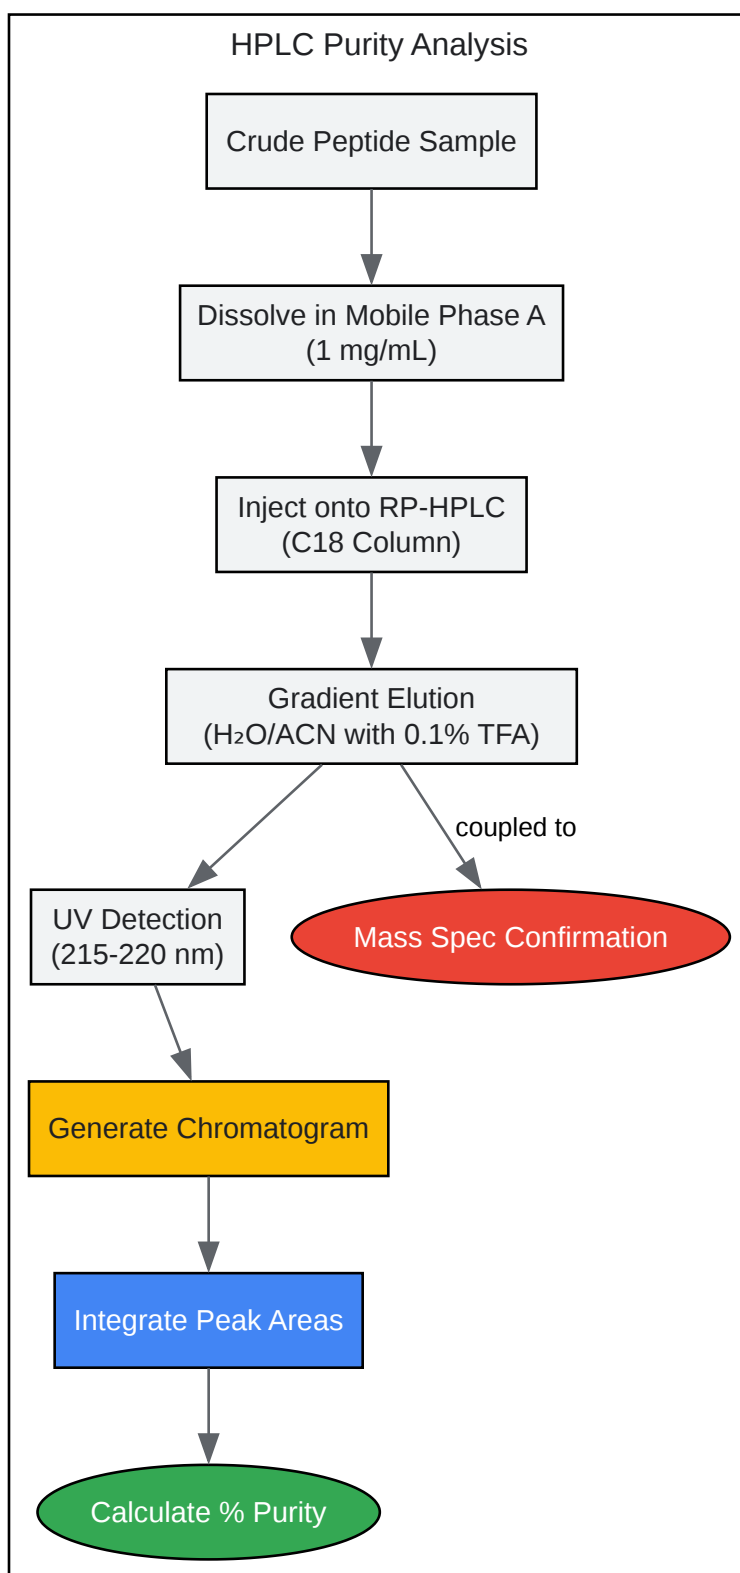 HPLC Purity Analysis
Crude Peptide Sample
Dissolve in Mobile Phase A
(1 mg/mL)
Inject onto RP-HPLC
(C18 Column)
Gradient Elution
(H₂O/ACN with 0.1% TFA)
coupled to
UV Detection
(215-220 nm)
Mass Spec Confirmation
Generate Chromatogram
Integrate Peak Areas
Calculate % Purity